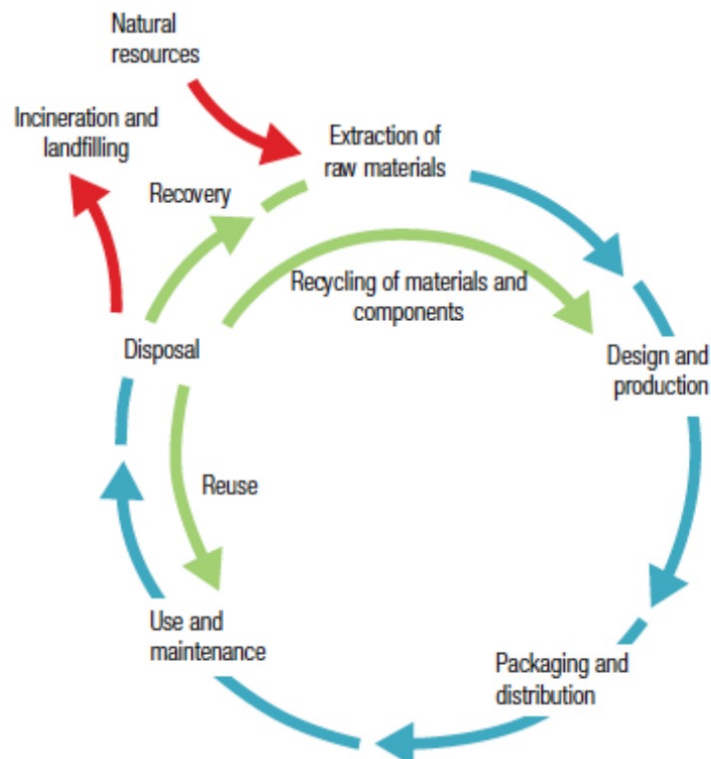 Natural
resources
Incineration and
landfilling
Extraction of
raw materials
Recovery
Recycling of materials and
components
Disposal
Design and
production
Reuse
Use and
maintenance
Packaging and
distribution